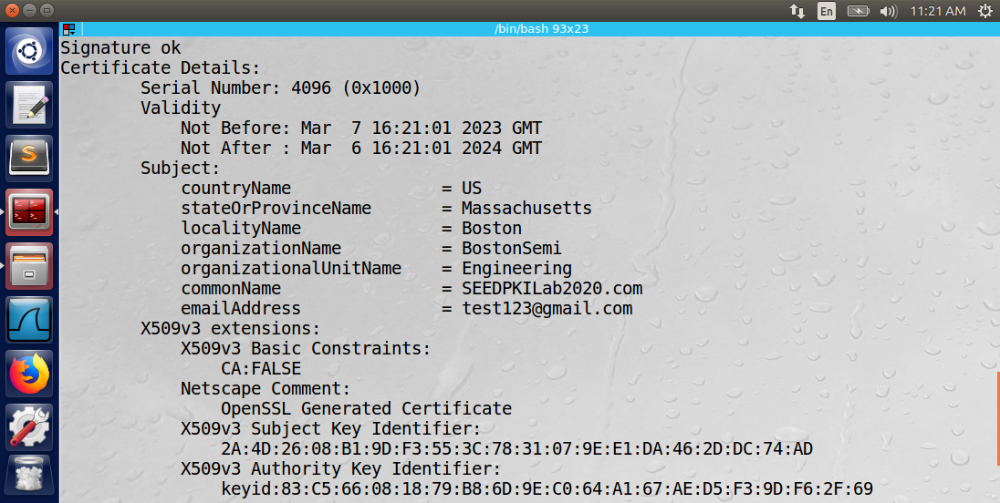 En
11:21 AM
/bin/bash 93x23
Signature ok
Certificate Details:
        Serial Number: 4096 (0x1000)
        Validity
            Not Before: Mar  7 16:21:01 2023 GMT
            Not After : Mar  6 16:21:01 2024 GMT
        Subject:
            countryName               = US
            stateOrProvinceName       = Massachusetts
            localityName              = Boston
            organizationName          = BostonSemi
            organizationalUnitName    = Engineering
            commonName                = SEEDPKILab2020.com
            emailAddress              = test123@gmail.com
        X509v3 extensions:
            X509v3 Basic Constraints:
                CA:FALSE
            Netscape Comment:
                OpenSSL Generated Certificate
            X509v3 Subject Key Identifier:
                2A:4D:26:08:B1:9D:F3:55:3C:78:31:07:9E:E1:DA:46:2D:DC:74:AD
            X509v3 Authority Key Identifier:
                keyid:83:C5:66:08:18:79:B8:6D:9E:C0:64:A1:67:AE:D5:F3:9D:F6:2F:69